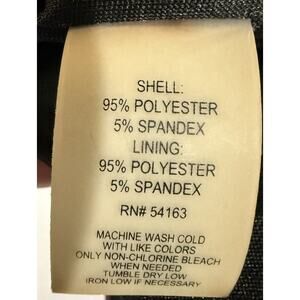 SHELL:
95% POLYESTER
5% SPANDEX
LINING:
95% POLYESTER
5% SPANDEX
RN# 54163
MACHINE WASH COLD
WITH LIKE COLORS
ONLY NON-CHLORINE BLEACH
WHEN NEEDED
TUMBLE DRY LOW
IRON LOW IF NECESSARY